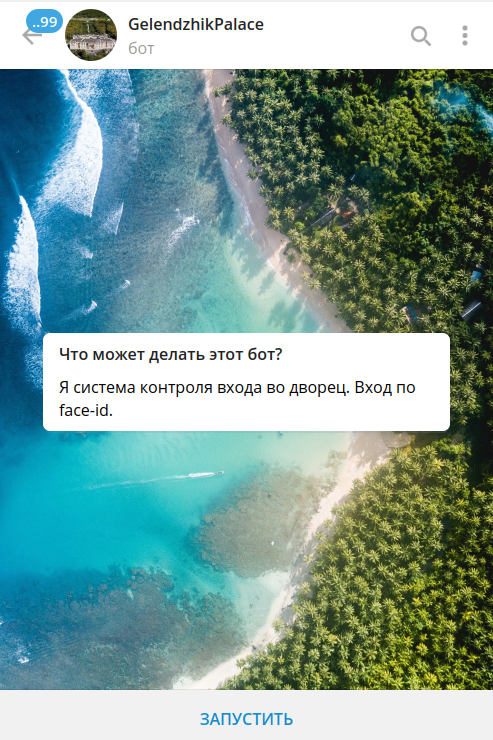 ..99
GelendzhikPalace
бот
Что может делать этот бот?
Я система контроля входа во дворец. Вход по
face-id.
ЗАПУСТИТЬ